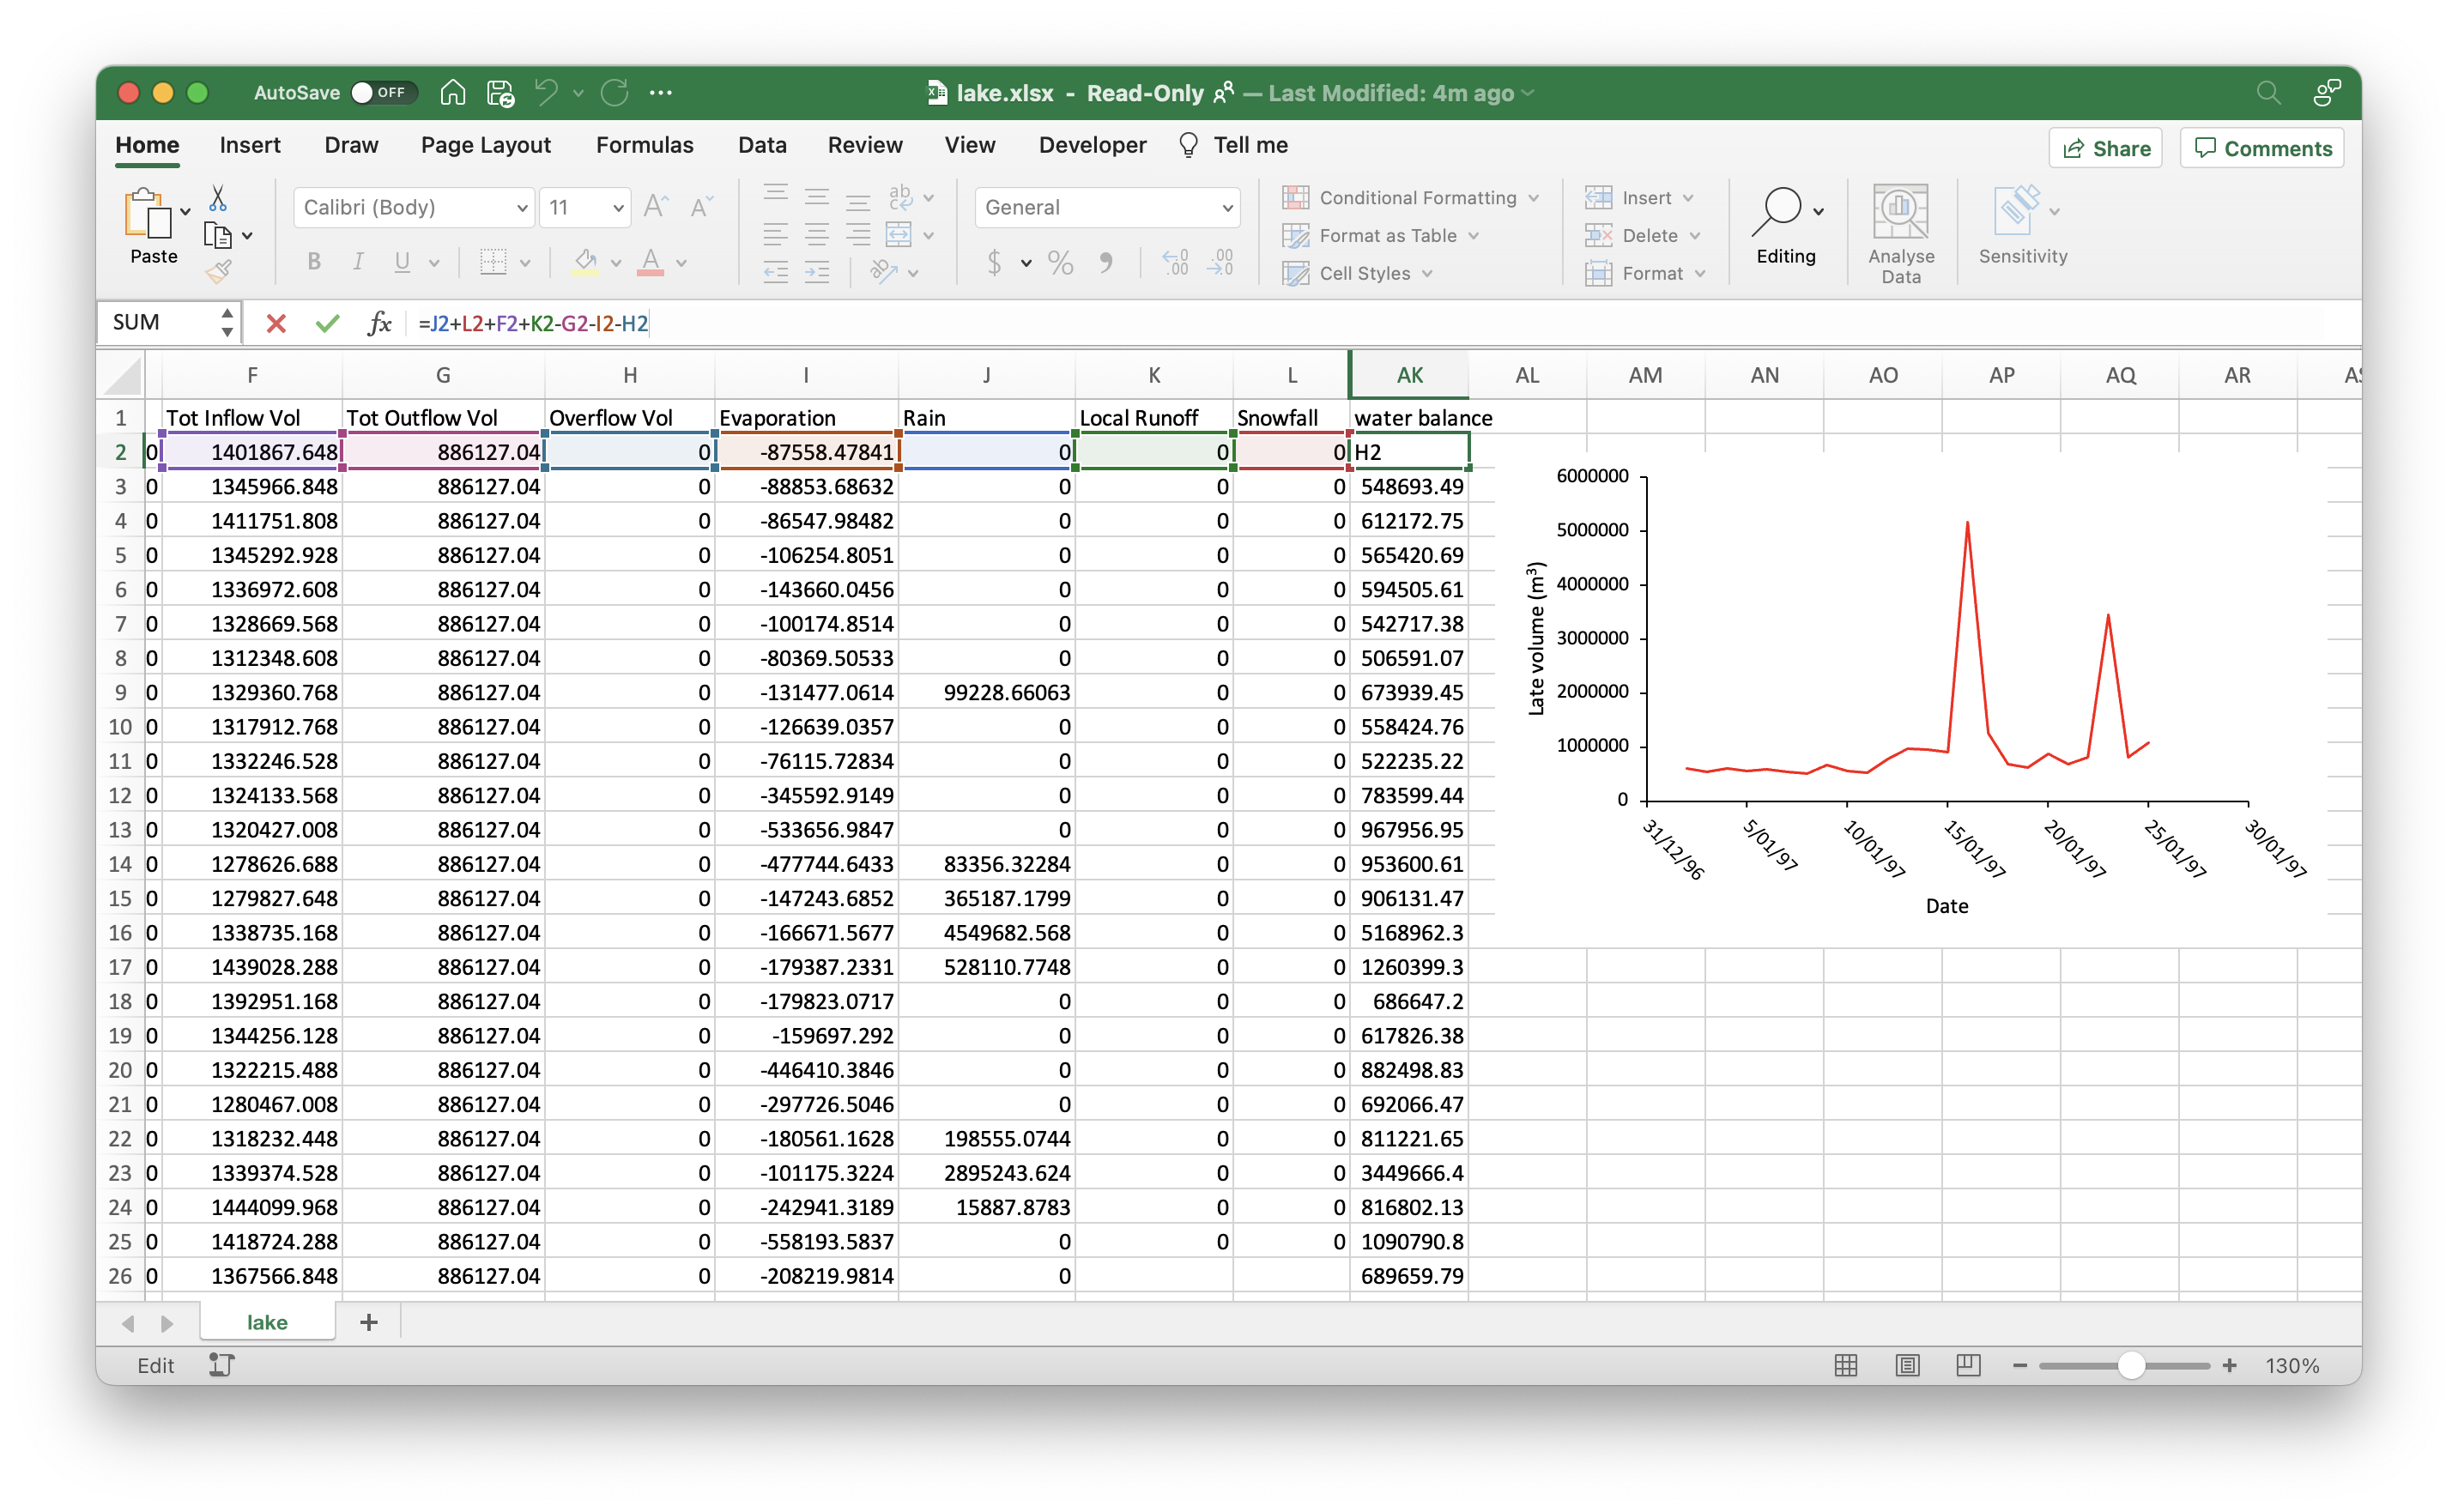 AutoSave OFF lake.xlsx - Read-Only — Last Modified: 4m ago
Home Insert Draw Page Layout Formulas Data Review View Developer Tell me Share Comments
Paste Calibri (Body) 11 General Conditional Formatting Format as Table Cell Styles Insert Delete Format Editing Analyse Data Sensitivity
SUM fx =J2+L2+F2+K2-G2-I2-H2
F G H I J K L AK AL AM AN AO AP AQ AR AS
1 Tot Inflow Vol Tot Outflow Vol Overflow Vol Evaporation Rain Local Runoff Snowfall water balance
2 0 1401867.648 886127.04 0 -87558.47841 0 0 0 H2
3 0 1345966.848 886127.04 0 -88853.68632 0 0 0 548693.49
4 0 1411751.808 886127.04 0 -86547.98482 0 0 0 612172.75
5 0 1345292.928 886127.04 0 -106254.8051 0 0 0 565420.69
6 0 1336972.608 886127.04 0 -143660.0456 0 0 0 594505.61
7 0 1328669.568 886127.04 0 -100174.8514 0 0 0 542717.38
8 0 1312348.608 886127.04 0 -80369.50533 0 0 0 506591.07
9 0 1329360.768 886127.04 0 -131477.0614 99228.66063 0 0 673939.45
10 0 1317912.768 886127.04 0 -126639.0357 0 0 0 558424.76
11 0 1332246.528 886127.04 0 -76115.72834 0 0 0 522235.22
12 0 1324133.568 886127.04 0 -345592.9149 0 0 0 783599.44
13 0 1320427.008 886127.04 0 -533656.9847 0 0 0 967956.95
14 0 1278626.688 886127.04 0 -477744.6433 83356.32284 0 0 953600.61
15 0 1279827.648 886127.04 0 -147243.6852 365187.1799 0 0 906131.47
16 0 1338735.168 886127.04 0 -166671.5677 4549682.568 0 0 5168962.3
17 0 1439028.288 886127.04 0 -179387.2331 528110.7748 0 0 1260399.3
18 0 1392951.168 886127.04 0 -179823.0717 0 0 0 686647.2
19 0 1344256.128 886127.04 0 -159697.292 0 0 0 617826.38
20 0 1322215.488 886127.04 0 -446410.3846 0 0 0 882498.83
21 0 1280467.008 886127.04 0 -297726.5046 0 0 0 692066.47
22 0 1318232.448 886127.04 0 -180561.1628 198555.0744 0 0 811221.65
23 0 1339374.528 886127.04 0 -101175.3224 2895243.624 0 0 3449666.4
24 0 1444099.968 886127.04 0 -242941.3189 15887.8783 0 0 816802.13
25 0 1418724.288 886127.04 0 -558193.5837 0 0 0 1090790.8
26 0 1367566.848 886127.04 0 -208219.9814 0 689659.79
Late volume (m³)
6000000
5000000
4000000
3000000
2000000
1000000
0
31/12/96 5/01/97 10/01/97 15/01/97 20/01/97 25/01/97 30/01/97
Date
lake +
Edit 130%